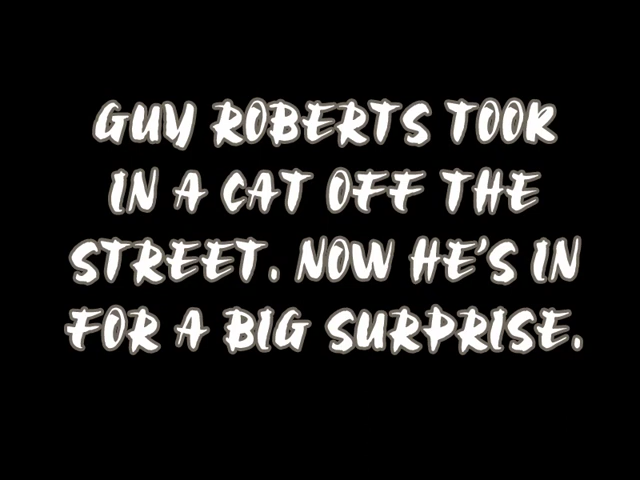 GUY ROBERTS TOOK
IN A CAT OFF THE
STREET. NOW HE'S IN
FOR A BIG SURPRISE.